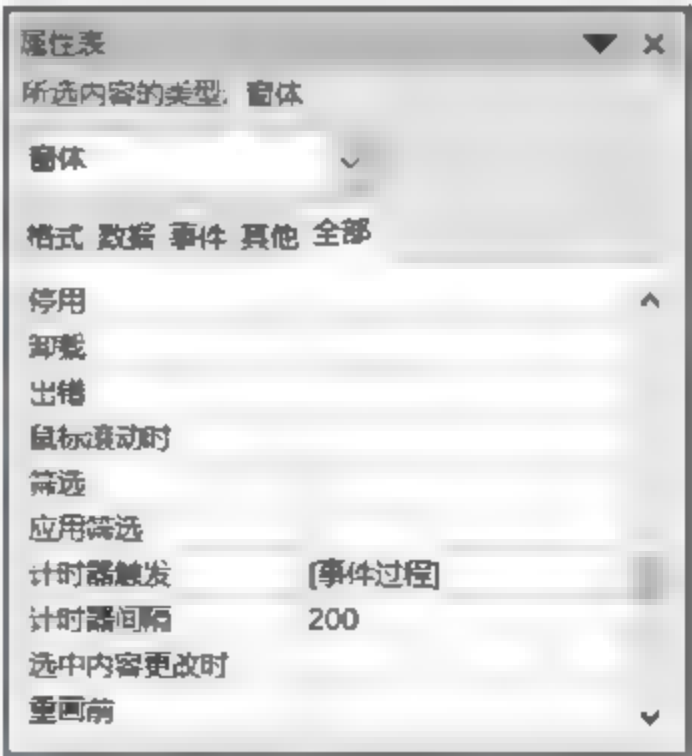 属性表
所选内容的类型: 窗体
窗体
格式 数据 事件 其他 全部
停用
卸载
出错
鼠标滚动时
筛选
应用筛选
计时器触发 [事件过程]
计时器间隔 200
选中内容更改时
重画前